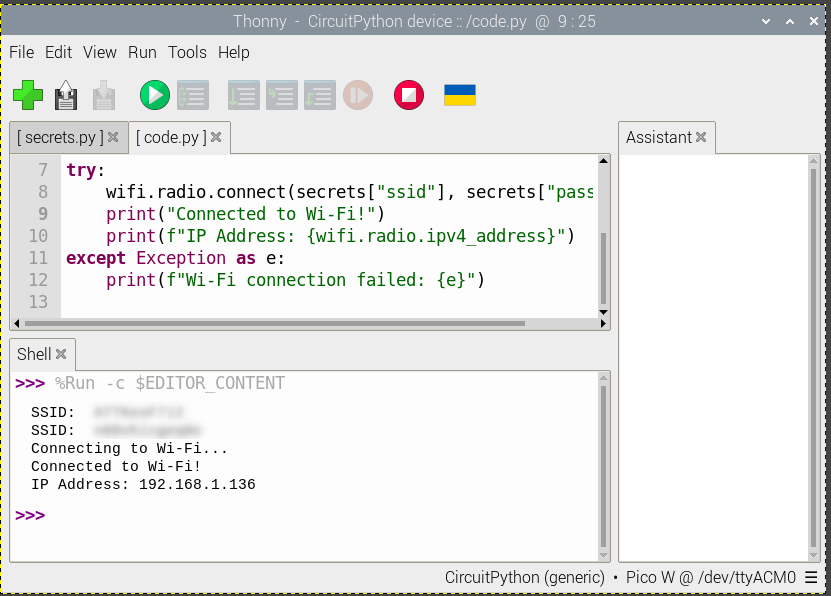 Thonny - CircuitPython device :: /code.py @ 9 : 25
File Edit View Run Tools Help
[ secrets.py ]
[ code.py ]
Assistant
7 try:
8 wifi.radio.connect(secrets["ssid"], secrets["pass
9 print("Connected to Wi-Fi!")
10 print(f"IP Address: {wifi.radio.ipv4_address}")
11 except Exception as e:
12 print(f"Wi-Fi connection failed: {e}")
13
Shell
>>> %Run -c $EDITOR_CONTENT
SSID:
SSID:
Connecting to Wi-Fi...
Connected to Wi-Fi!
IP Address: 192.168.1.136
>>>
CircuitPython (generic) • Pico W @ /dev/ttyACM0